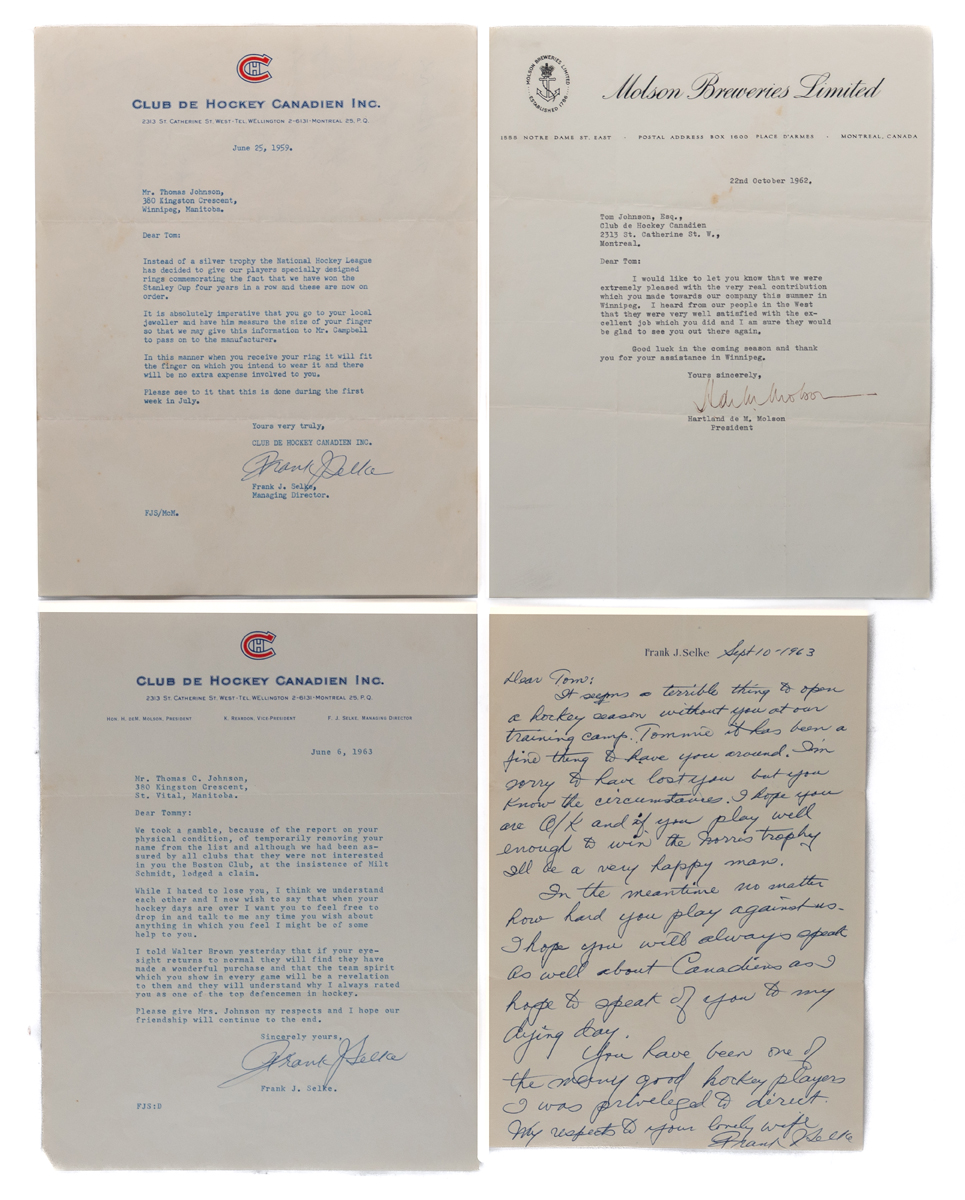 CLUB DE HOCKEY CANADIEN INC.
2313 ST. CATHERINE ST. WEST-TEL. WELLINGTON 2-6131-MONTREAL 25, P.Q.
June 25, 1959.
Mr. Thomas Johnson,
380 Kingston Crescent,
Winnipeg, Manitoba.
Dear Tom:
Instead of a silver trophy the National Hockey League
has decided to give our players specially designed
rings commemorating the fact that we have won the
Stanley Cup four years in a row and these are now on
order.
It is absolutely imperative that you go to your local
jeweller and have him measure the size of your finger
so that we may give this information to Mr. Campbell
to pass on to the manufacturer.
In this manner when you receive your ring it will fit
the finger on which you intend to wear it and there
will be no extra expense involved to you.
Please see to it that this is done during the first
week in July.
Yours very truly,
CLUB DE HOCKEY CANADIEN INC.
Frank J Selke
Frank J. Selke,
Managing Director.
FJS/McM.
MOLSON BREWERIES LIMITED
ESTABLISHED 1786
Molson Breweries Limited
1555 NOTRE DAME ST. EAST · POSTAL ADDRESS BOX 1600 PLACE D'ARMES · MONTREAL, CANADA
22nd October 1962.
Tom Johnson, Esq.,
Club de Hockey Canadien
2313 St. Catherine St. W.,
Montreal.
Dear Tom:
I would like to let you know that we were
extremely pleased with the very real contribution
which you made towards our company this summer in
Winnipeg. I heard from our people in the West
that they were very well satisfied with the ex-
cellent job which you did and I am sure they would
be glad to see you out there again.
Good luck in the coming season and thank
you for your assistance in Winnipeg.
Yours sincerely,
Hartland de M. Molson
President
CLUB DE HOCKEY CANADIEN INC.
2313 ST. CATHERINE ST. WEST-TEL. WELLINGTON 2-6131-MONTREAL 25, P.Q.
HON. H. DEM. MOLSON, PRESIDENT K. REARDON, VICE-PRESIDENT F. J. SELKE, MANAGING DIRECTOR
June 6, 1963
Mr. Thomas C. Johnson,
380 Kingston Crescent,
St. Vital, Manitoba.
Dear Tommy:
We took a gamble, because of the report on your
physical condition, of temporarily removing your
name from the list and although we had been as-
sured by all clubs that they were not interested
in you the Boston Club, at the insistence of Milt
Schmidt, lodged a claim.
While I hated to lose you, I think we understand
each other and I now wish to say that when your
hockey days are over I want you to feel free to
drop in and talk to me any time you wish about
anything in which you feel I might be of some
help to you.
I told Walter Brown yesterday that if your eye-
sight returns to normal they will find they have
made a wonderful purchase and that the team spirit
which you show in every game will be a revelation
to them and they will understand why I always rated
you as one of the top defencemen in hockey.
Please give Mrs. Johnson my respects and I hope our
friendship will continue to the end.
Sincerely yours,
Frank J Selke
Frank J. Selke.
FJS:D
Frank J. Selke Sept 10-1963
Dear Tom:
It seems a terrible thing to open
a hockey season without you at our
training camp. Tommie it has been a
fine thing to have you around. I'm
sorry to have lost you but you
know the circumstances. I hope you
are O/K and if you play well
enough to win the Norris trophy
I'll be a very happy man.
In the meantime no matter
how hard you play against us.
I hope you will always speak
as well about Canadiens as I
hope to speak of you to my
dying day.
You have been one of
the many good hockey players
I was privileged to direct.
My respects to your lovely wife
Frank J Selke